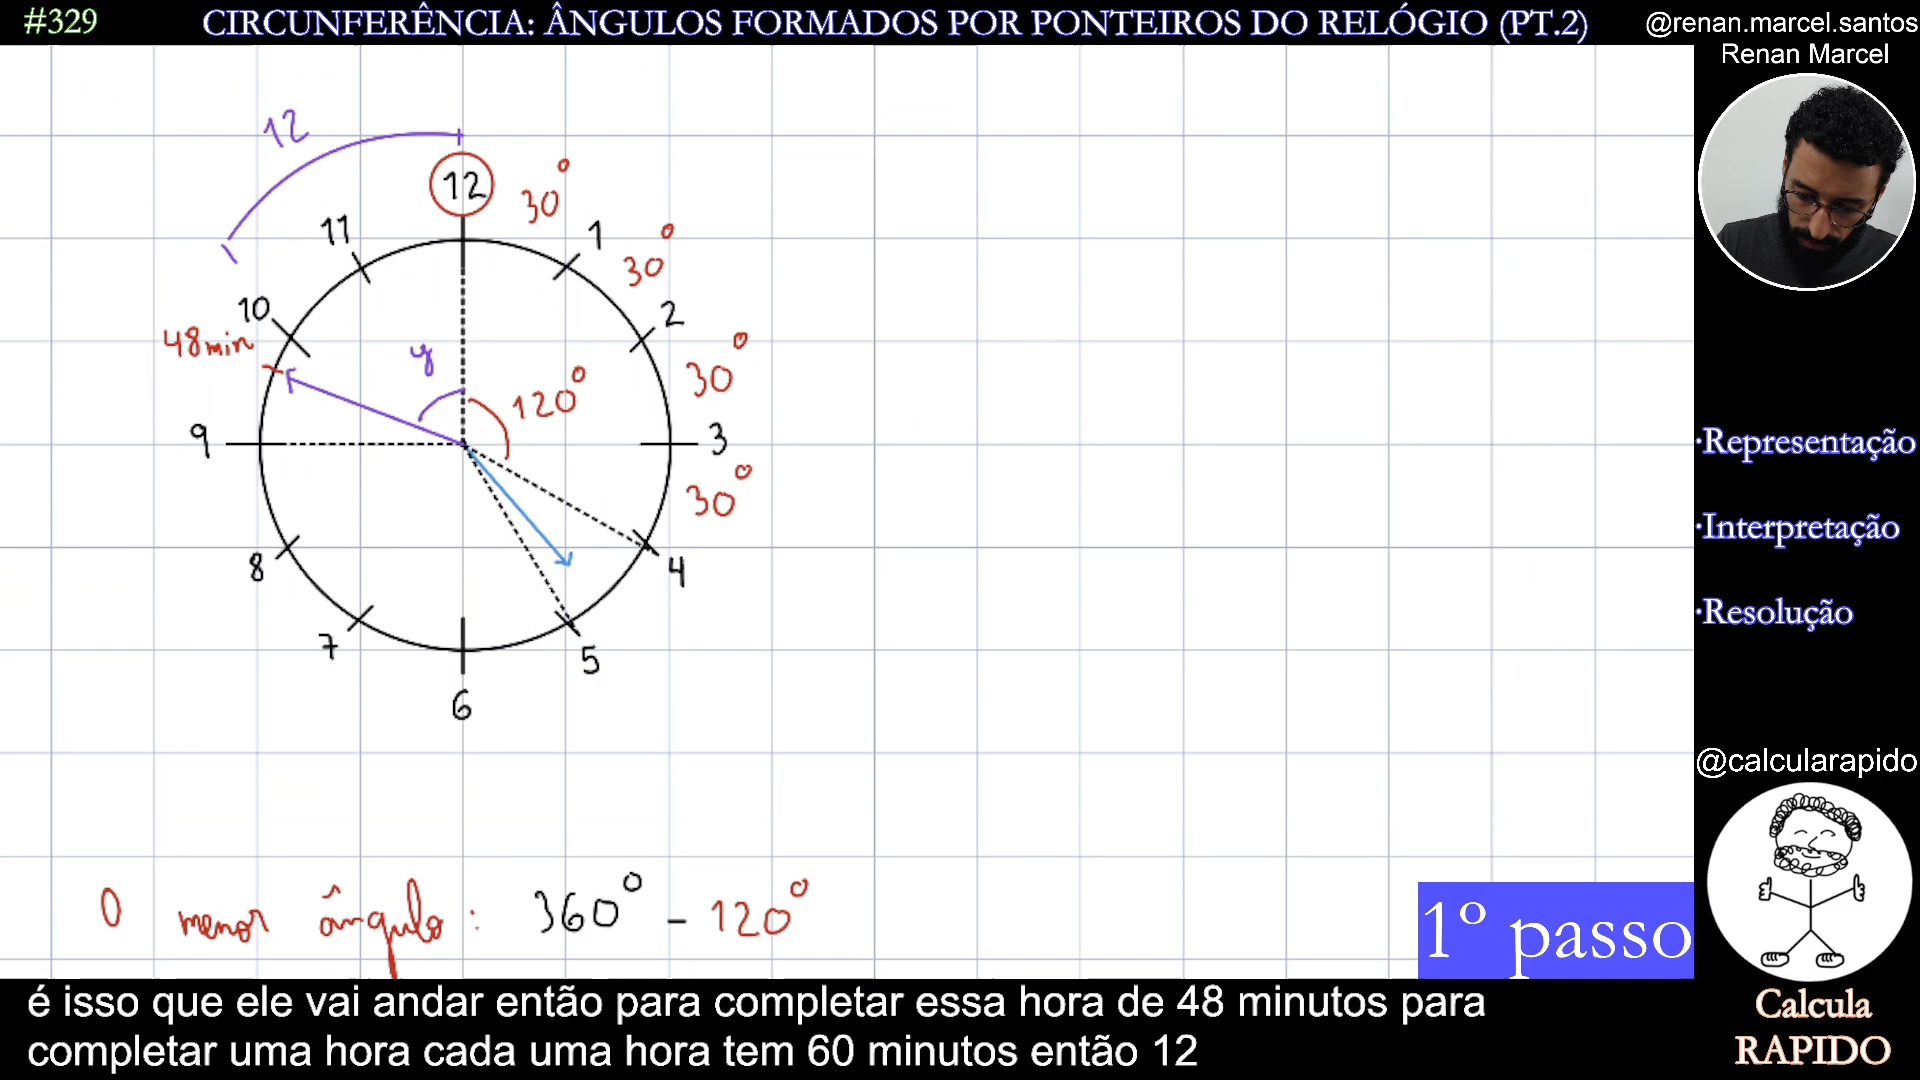 #329
CIRCUNFERÊNCIA: ÂNGULOS FORMADOS POR PONTEIROS DO RELÓGIO (PT.2)
@renan.marcel.santos
Renan Marcel
12
12
30°
11
1
30°
10
2
48min
y
30°
120°
9
3
30°
8
4
7
5
6
·Representação
·Interpretação
·Resolução
@calcularapido
O menor ângulo: 360° - 120°
1º passo
é isso que ele vai andar então para completar essa hora de 48 minutos para
completar uma hora cada uma hora tem 60 minutos então 12
Calcula
RAPIDO